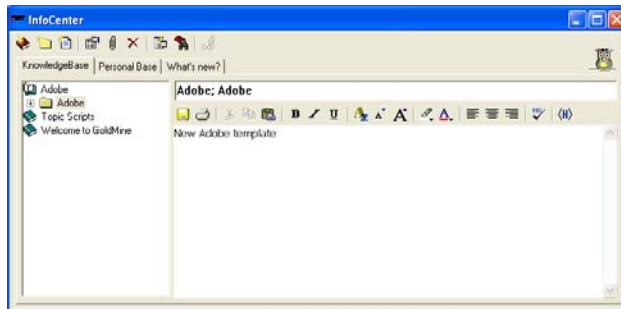 InfoCenter
KnowledgeBase Personal Base What's new?
Adobe
Adobe
Topic Scripts
Welcome to GoldMine
Adobe; Adobe
B I U A A A A
New Adobe template